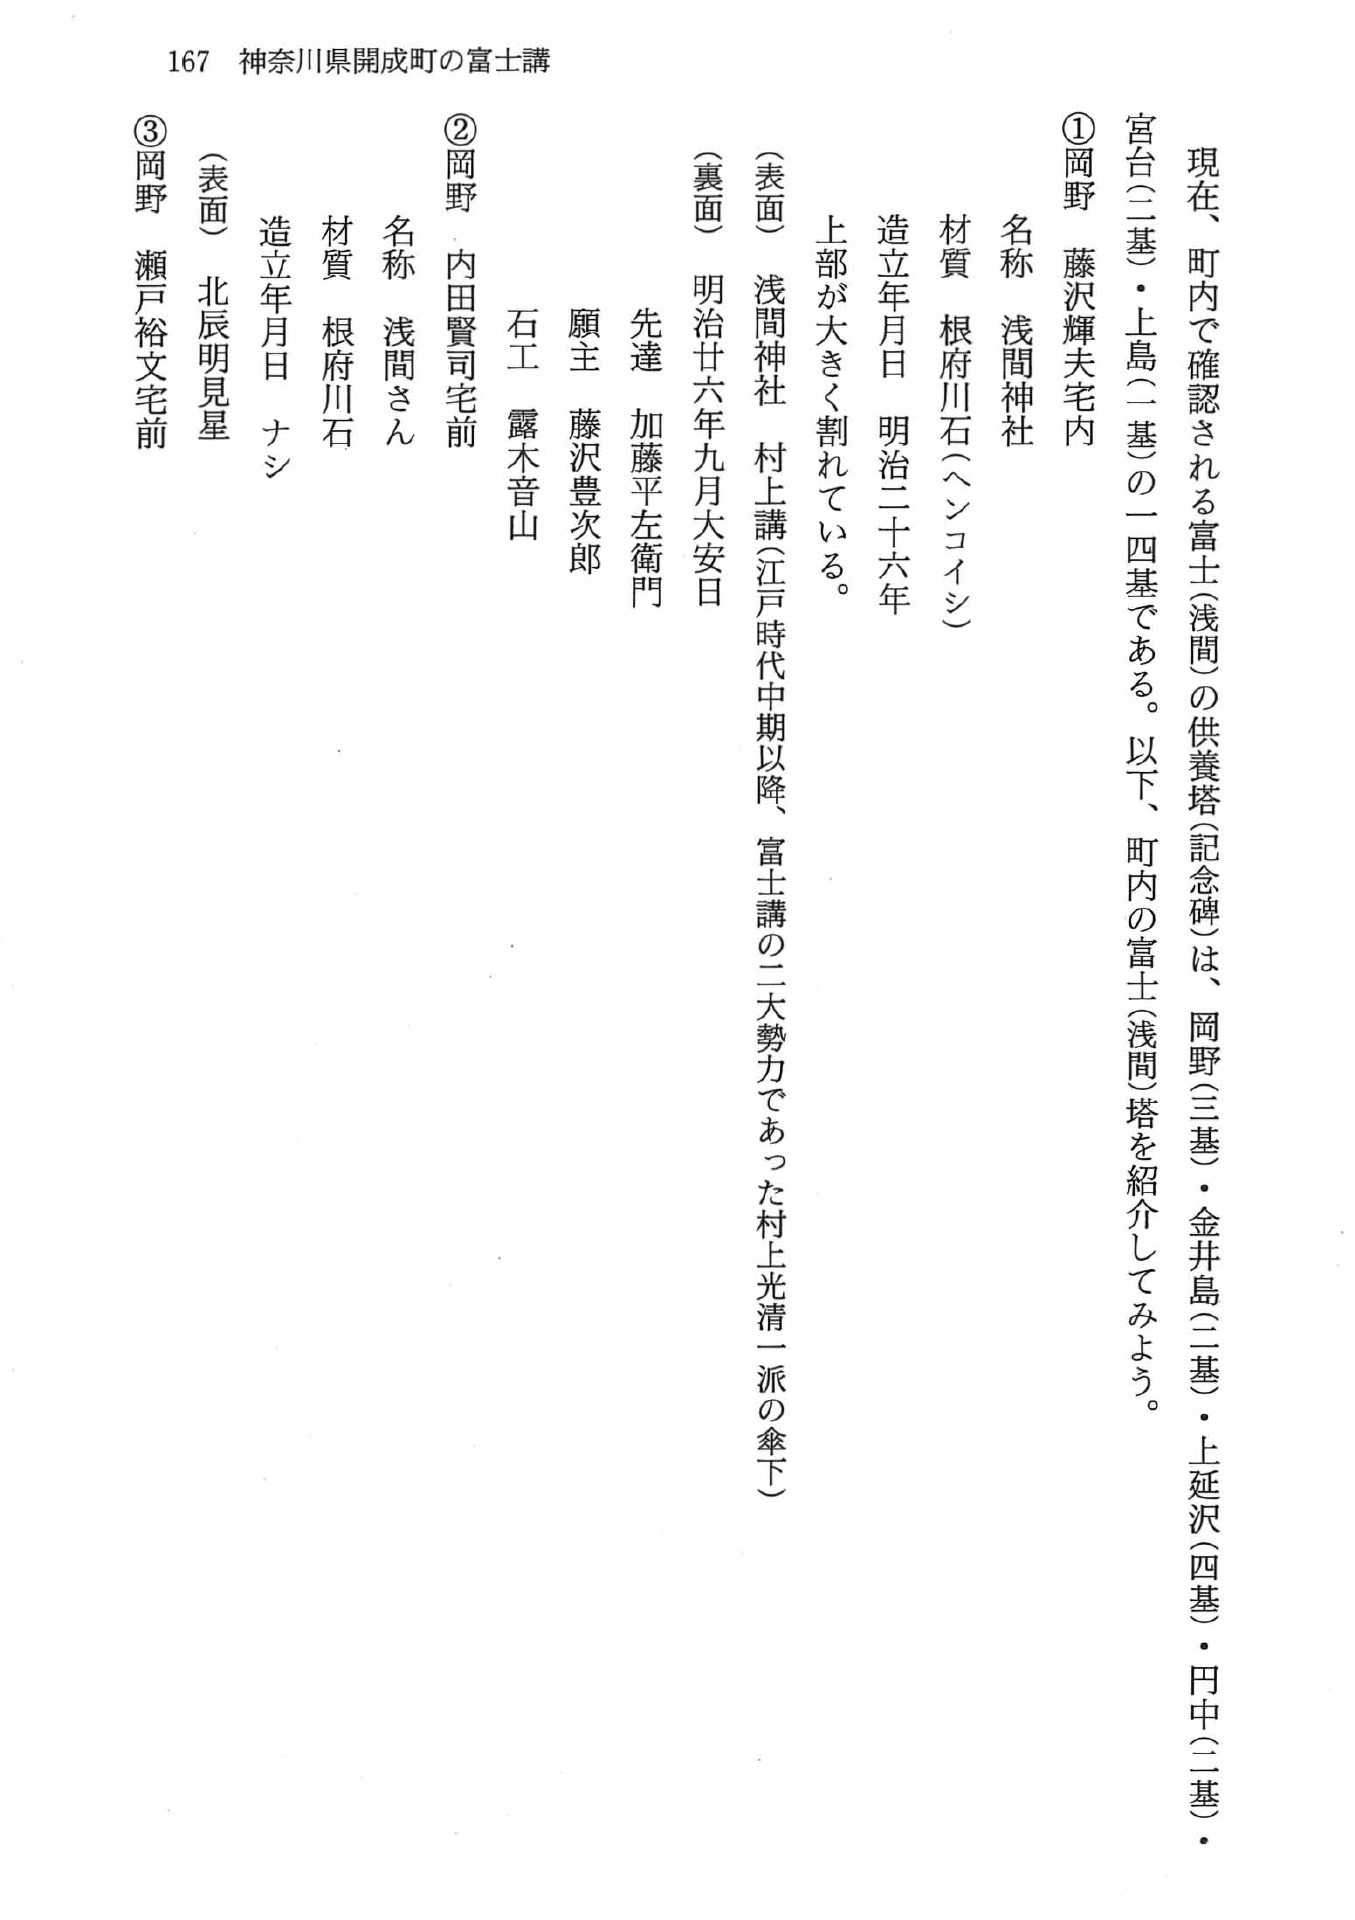 167　神奈川県開成町の富士講
現在、町内で確認される富士（浅間）の供養塔（記念碑）は、岡野（三基）・金井島（二基）・上延沢（四基）・円中（二基）・
宮台（二基）・上島（一基）の一四基である。以下、町内の富士（浅間）塔を紹介してみよう。
①岡野　藤沢輝夫宅内
名称　浅間神社
材質　根府川石（ヘンコイシ）
造立年月日　明治二十六年
上部が大きく割れている。
（表面）　浅間神社　村上講（江戸時代中期以降、富士講の二大勢力であった村上光清一派の傘下）
（裏面）　明治廿六年九月大安日
先達　加藤平左衛門
願主　藤沢豊次郎
石工　露木音山
②岡野　内田賢司宅前
名称　浅間さん
材質　根府川石
造立年月日　ナシ
（表面）　北辰明見星
③岡野　瀬戸裕文宅前